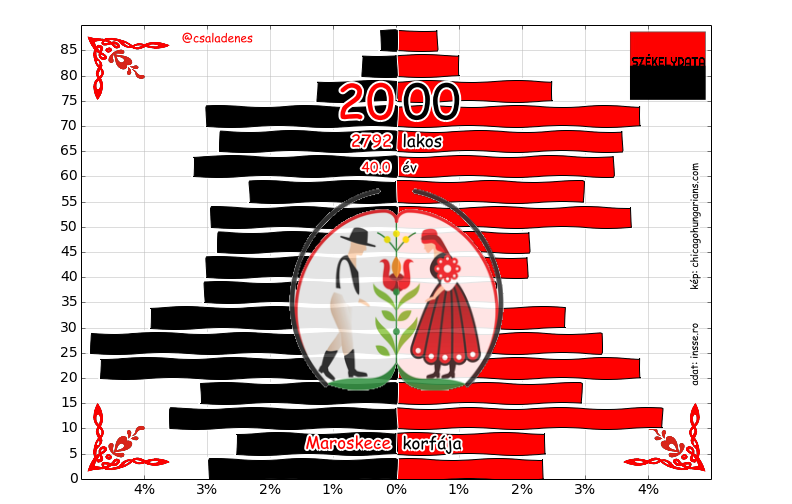 @csaladenes
SZÉKELYDATA
2000
2792 lakos
40.0 év
kép: chicagohungarians.com
adat: insse.ro
Maroskece korfája
85
80
75
70
65
60
55
50
45
40
35
30
25
20
15
10
5
0
4% 3% 2% 1% 0% 1% 2% 3% 4%